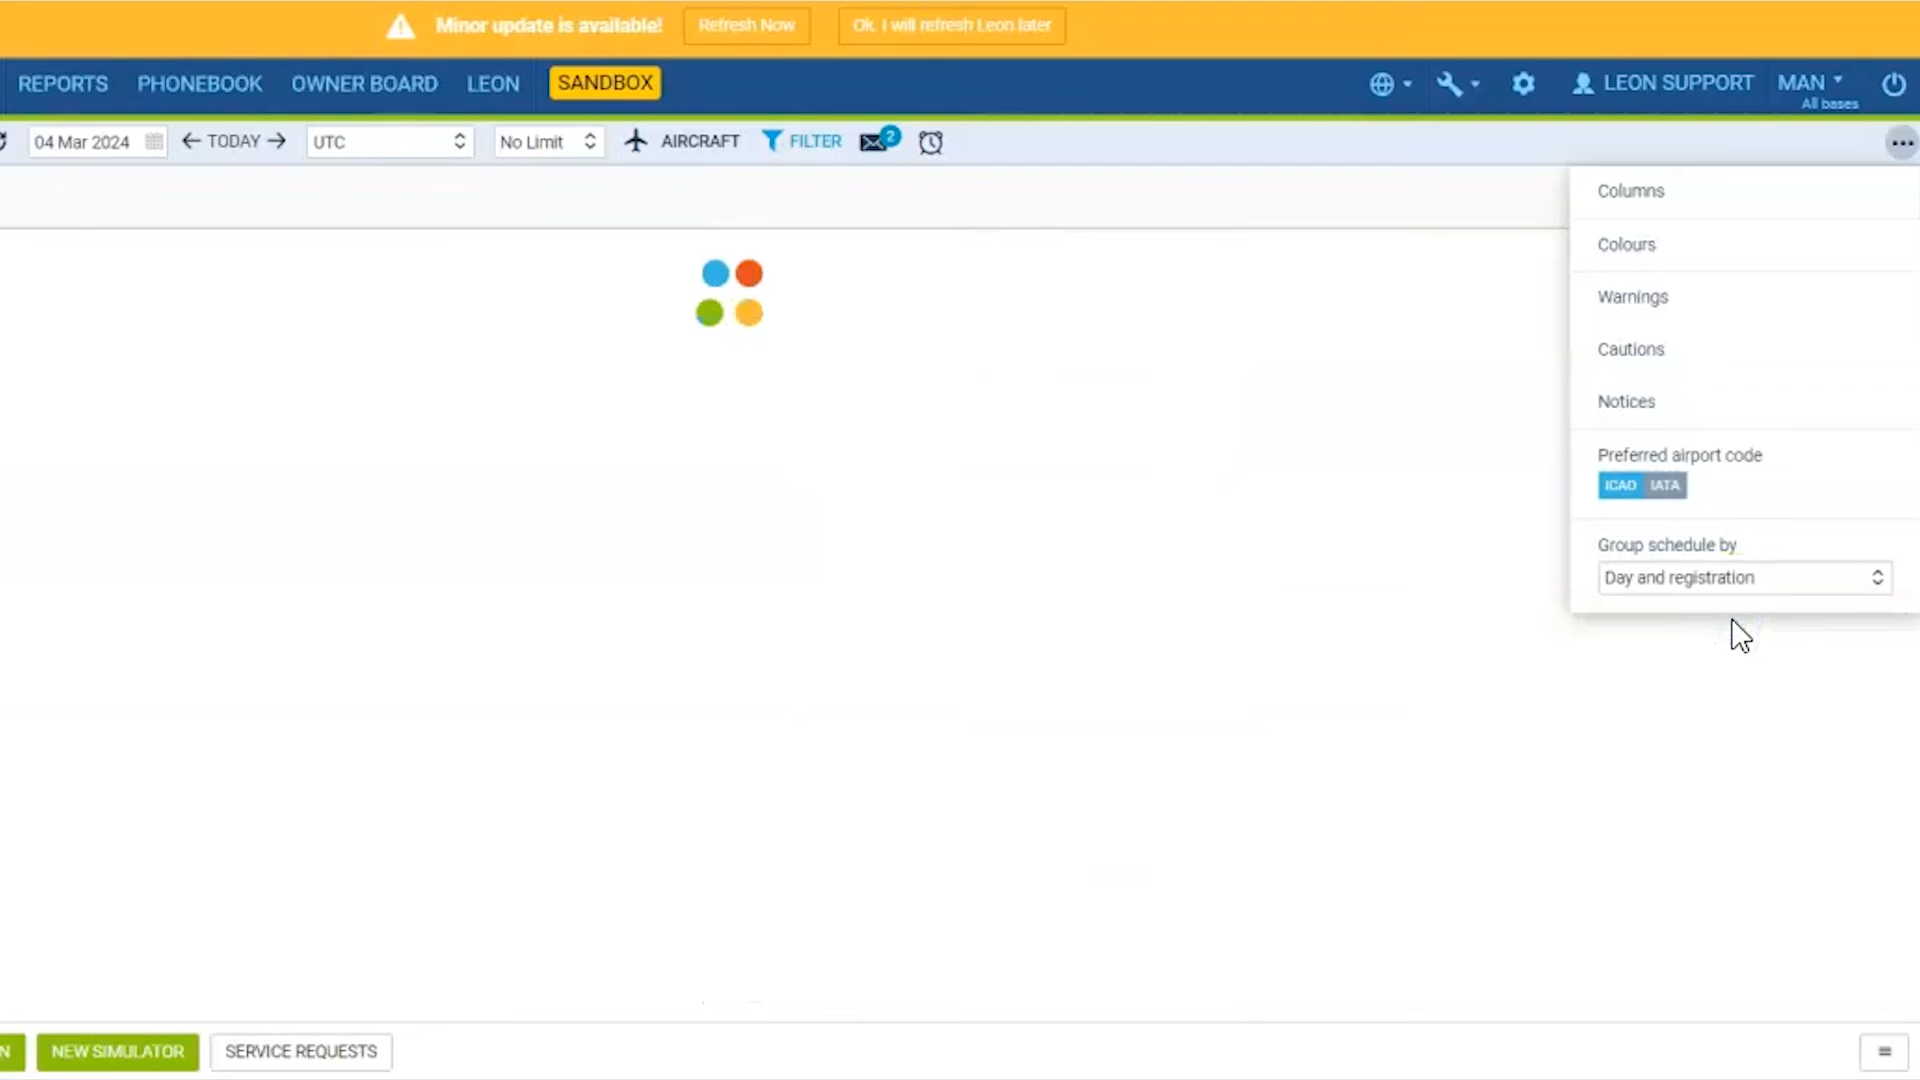 Minor update is available! Refresh Now Ok. I will refresh Leon later
REPORTS PHONEBOOK OWNER BOARD LEON SANDBOX LEON SUPPORT MAN
All bases
04 Mar 2024 TODAY UTC No Limit AIRCRAFT FILTER 2
Columns
Colours
Warnings
Cautions
Notices
Preferred airport code
ICAO IATA
Group schedule by
Day and registration
N NEW SIMULATOR SERVICE REQUESTS